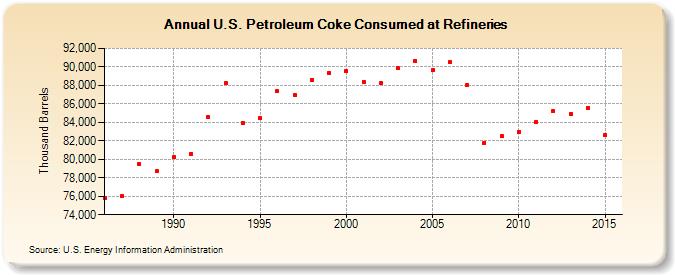 Annual U.S. Petroleum Coke Consumed at Refineries
Thousand Barrels
92,000
90,000
88,000
86,000
84,000
82,000
80,000
78,000
76,000
74,000
1990 1995 2000 2005 2010 2015
Source: U.S. Energy Information Administration